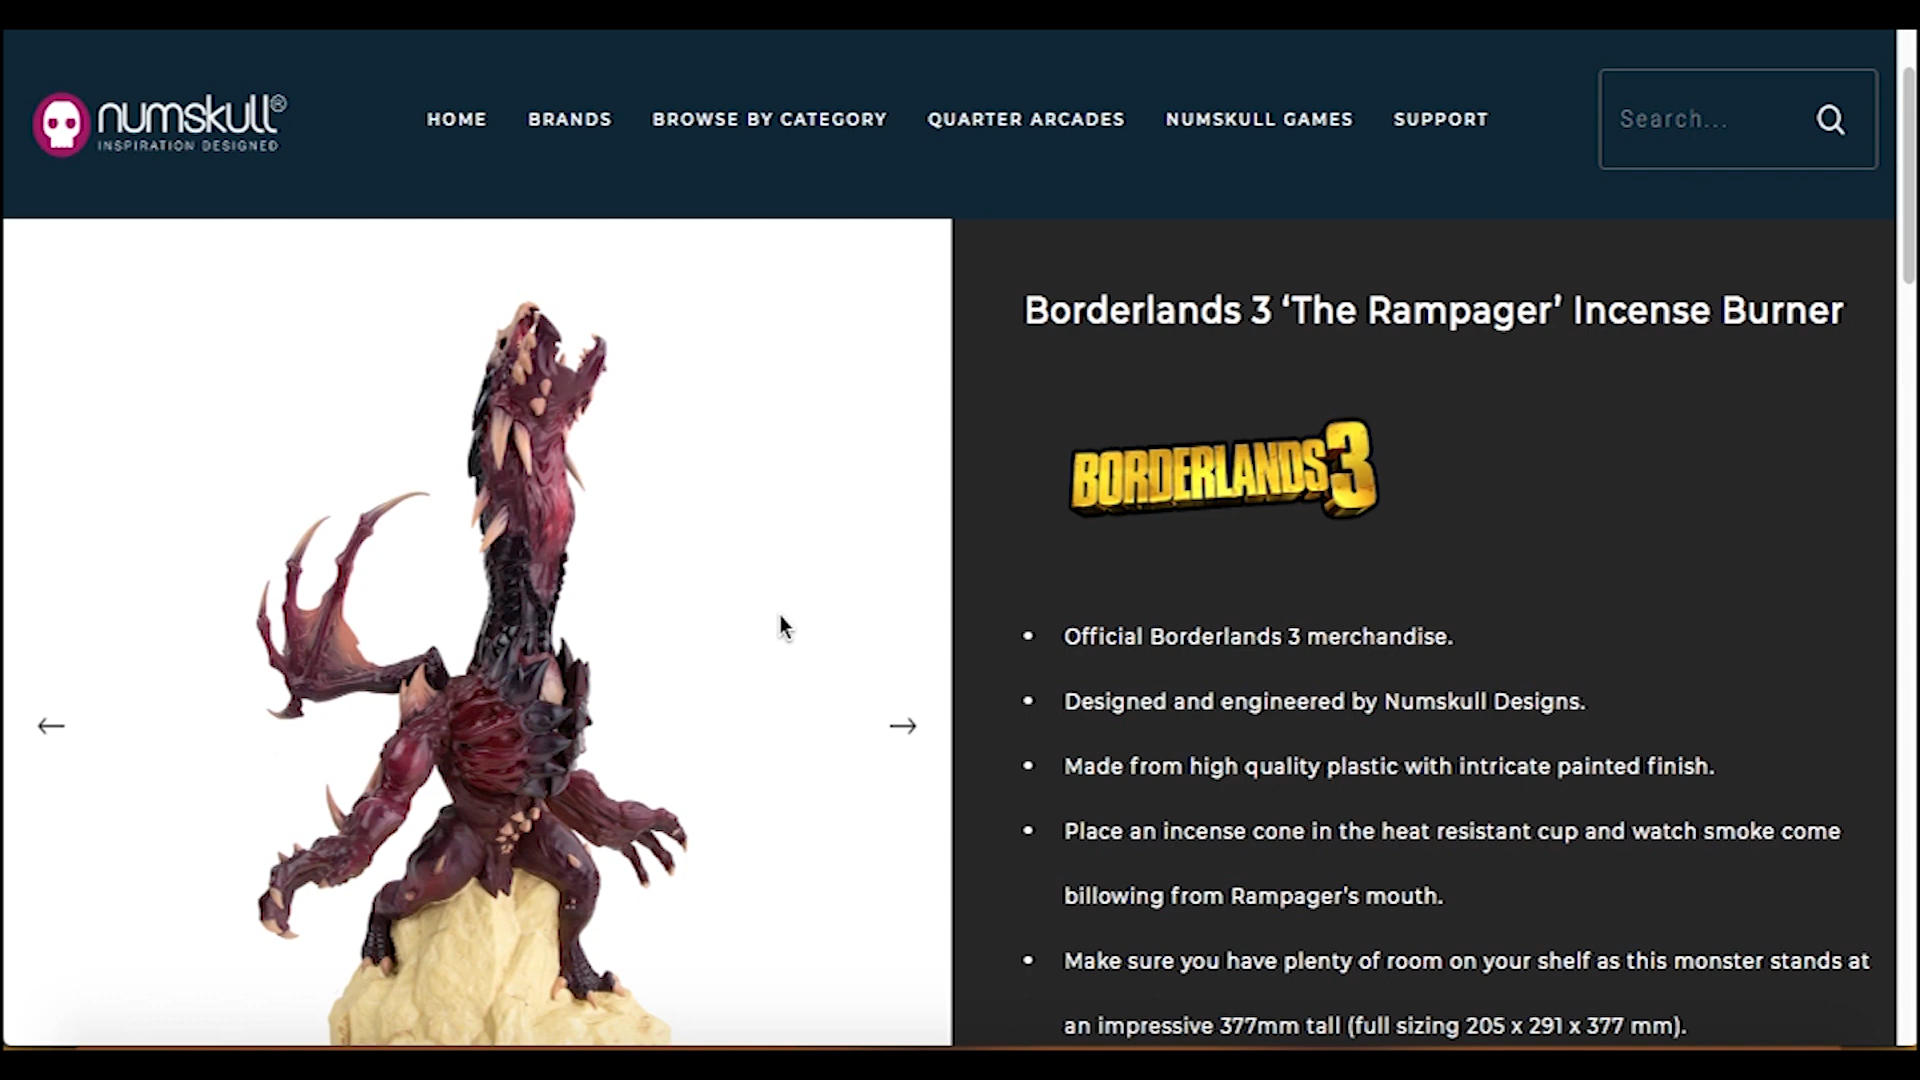 numskull®
INSPIRATION DESIGNED
HOME BRANDS BROWSE BY CATEGORY QUARTER ARCADES NUMSKULL GAMES SUPPORT
Search...
Borderlands 3 ‘The Rampager’ Incense Burner
BORDERLANDS 3
• Official Borderlands 3 merchandise.
• Designed and engineered by Numskull Designs.
• Made from high quality plastic with intricate painted finish.
• Place an incense cone in the heat resistant cup and watch smoke come
billowing from Rampager’s mouth.
• Make sure you have plenty of room on your shelf as this monster stands at
an impressive 377mm tall (full sizing 205 x 291 x 377 mm).